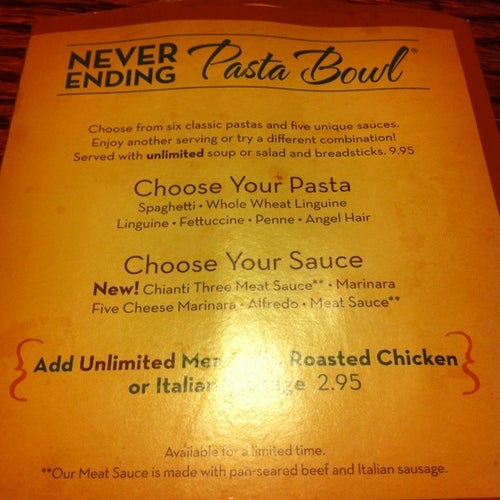 NEVER
ENDING Pasta Bowl®
Choose from six classic pastas and five unique sauces.
Enjoy another serving or try a different combination!
Served with unlimited soup or salad and breadsticks. 9.95
Choose Your Pasta
Spaghetti • Whole Wheat Linguine
Linguine • Fettuccine • Penne • Angel Hair
Choose Your Sauce
New! Chianti Three Meat Sauce** • Marinara
Five Cheese Marinara • Alfredo • Meat Sauce**
Add Unlimited Roasted Chicken
or Italian 2.95
Available for a limited time.
**Our Meat Sauce is made with pan-seared beef and Italian sausage.